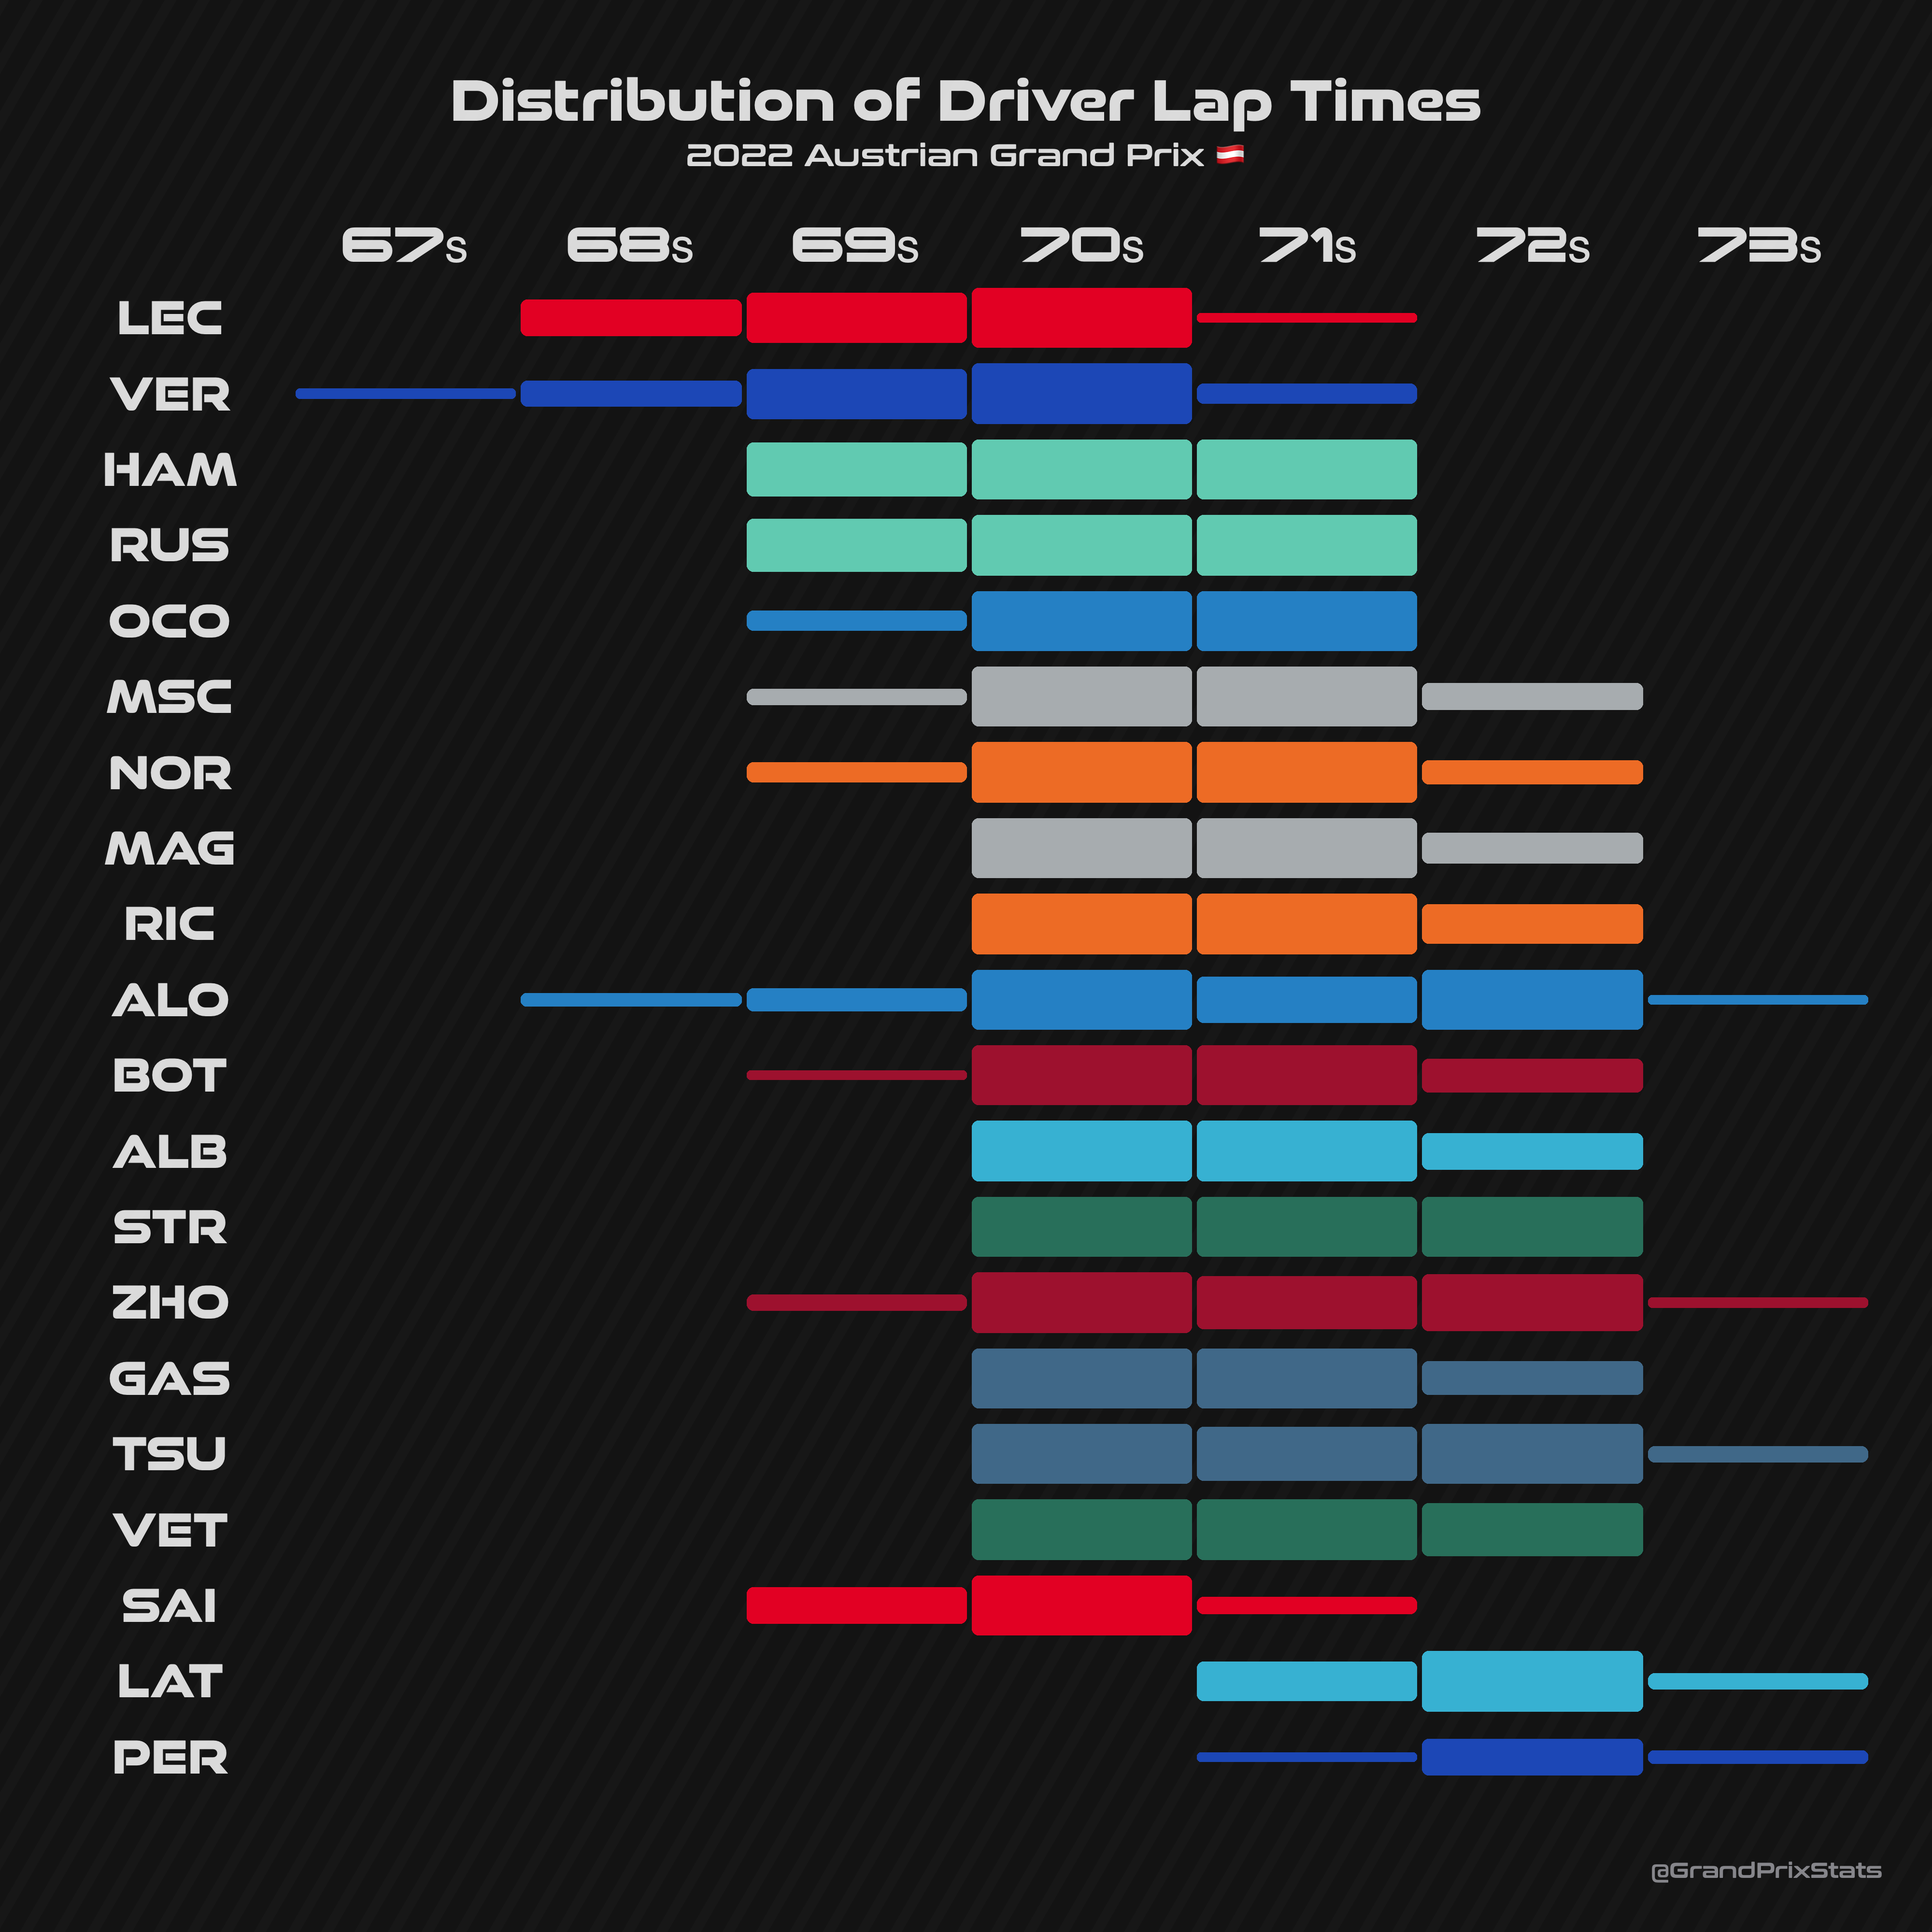 Distribution of Driver Lap Times
2022 Austrian Grand Prix 🇦🇹
67s 68s 69s 70s 71s 72s 73s
LEC
VER
HAM
RUS
OCO
MSC
NOR
MAG
RIC
ALO
BOT
ALB
STR
ZHO
GAS
TSU
VET
SAI
LAT
PER
@GrandPrixStats